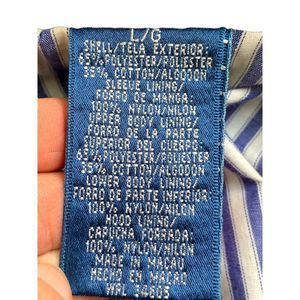 L/G
SHELL/TELA EXTERIOR:
65% POLYESTER/POLIESTER
35% COTTON/ALGODON
SLEEVE LINING/
FORRO DE MANGA:
100% NYLON/NILON
UPPER BODY LINING/
FORRO DE LA PARTE
SUPERIOR DEL CUERPO
65% POLYESTER/POLIESTER
35% COTTON/ALGODON
LOWER BODY LINING/
FORRO DE PARTE INFERIOR:
100% NYLON/NILON
HOOD LINING/
CAPUCHA FORRADA:
100% NYLON/NILON
MADE IN MACAU
HECHO EN MACAO
WPL 34805